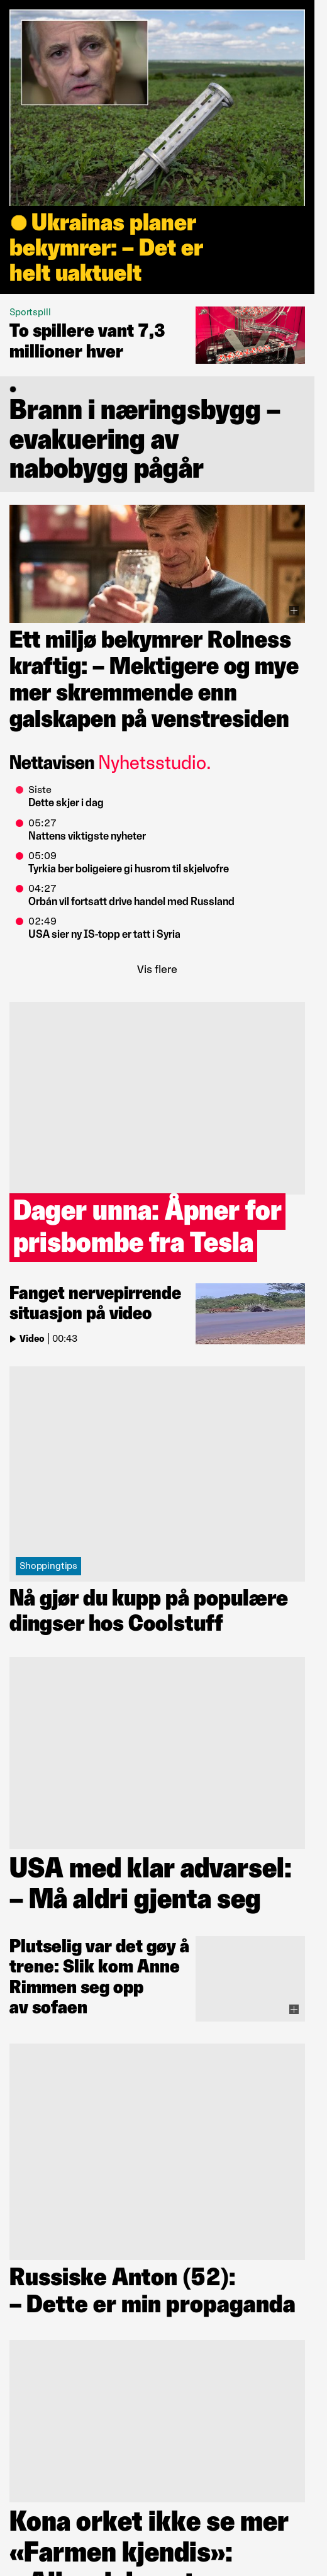 Ukrainas planer
bekymrer: – Det er
helt uaktuelt
Sportspill
To spillere vant 7,3
millioner hver
Brann i næringsbygg –
evakuering av
nabobygg pågår
Ett miljø bekymrer Rolness
kraftig: – Mektigere og mye
mer skremmende enn
galskapen på venstresiden
Nettavisen Nyhetsstudio.
Siste
Dette skjer i dag
05:27
Nattens viktigste nyheter
05:09
Tyrkia ber boligeiere gi husrom til skjelvofre
04:27
Orbán vil fortsatt drive handel med Russland
02:49
USA sier ny IS-topp er tatt i Syria
Vis flere
Dager unna: Åpner for
prisbombe fra Tesla
Fanget nervepirrende
situasjon på video
Video | 00:43
Shoppingtips
Nå gjør du kupp på populære
dingser hos Coolstuff
USA med klar advarsel:
– Må aldri gjenta seg
Plutselig var det gøy å
trene: Slik kom Anne
Rimmen seg opp
av sofaen
Russiske Anton (52):
– Dette er min propaganda
Kona orket ikke se mer
«Farmen kjendis»: